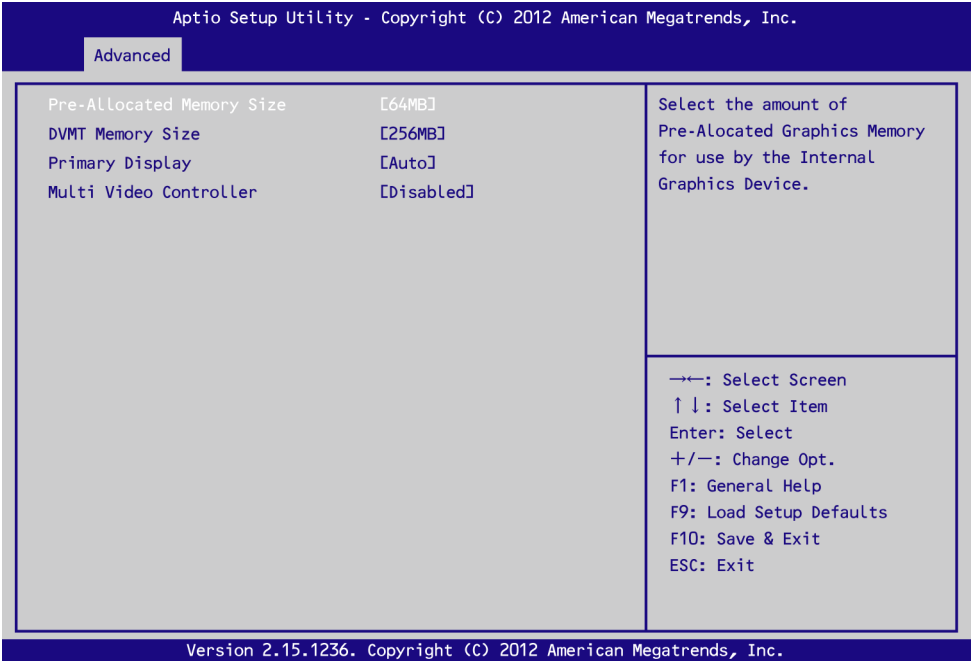 Aptio Setup Utility - Copyright (C) 2012 American Megatrends, Inc.
Advanced
Pre-Allocated Memory Size [64MB]
DVMT Memory Size [256MB]
Primary Display [Auto]
Multi Video Controller [Disabled]
Select the amount of
Pre-Alocated Graphics Memory
for use by the Internal
Graphics Device.
→←: Select Screen
↑↓: Select Item
Enter: Select
+/-: Change Opt.
F1: General Help
F9: Load Setup Defaults
F10: Save & Exit
ESC: Exit
Version 2.15.1236. Copyright (C) 2012 American Megatrends, Inc.